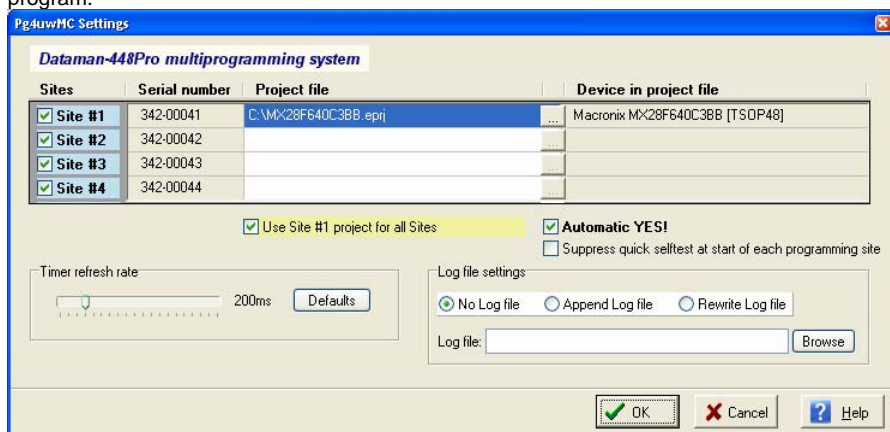 program.
Pg4uwMC Settings
Dataman-448Pro multiprogramming system
Sites Serial number Project file Device in project file
Site #1 342-00041 C:\MX28F640C3BB.eprj ... Macronix MX28F640C3BB [TSOP48]
Site #2 342-00042 ...
Site #3 342-00043 ...
Site #4 342-00044 ...
Use Site #1 project for all Sites Automatic YES!
Suppress quick selftest at start of each programming site
Timer refresh rate Log file settings
200ms Defaults No Log file Append Log file Rewrite Log file
Log file: Browse
OK Cancel Help